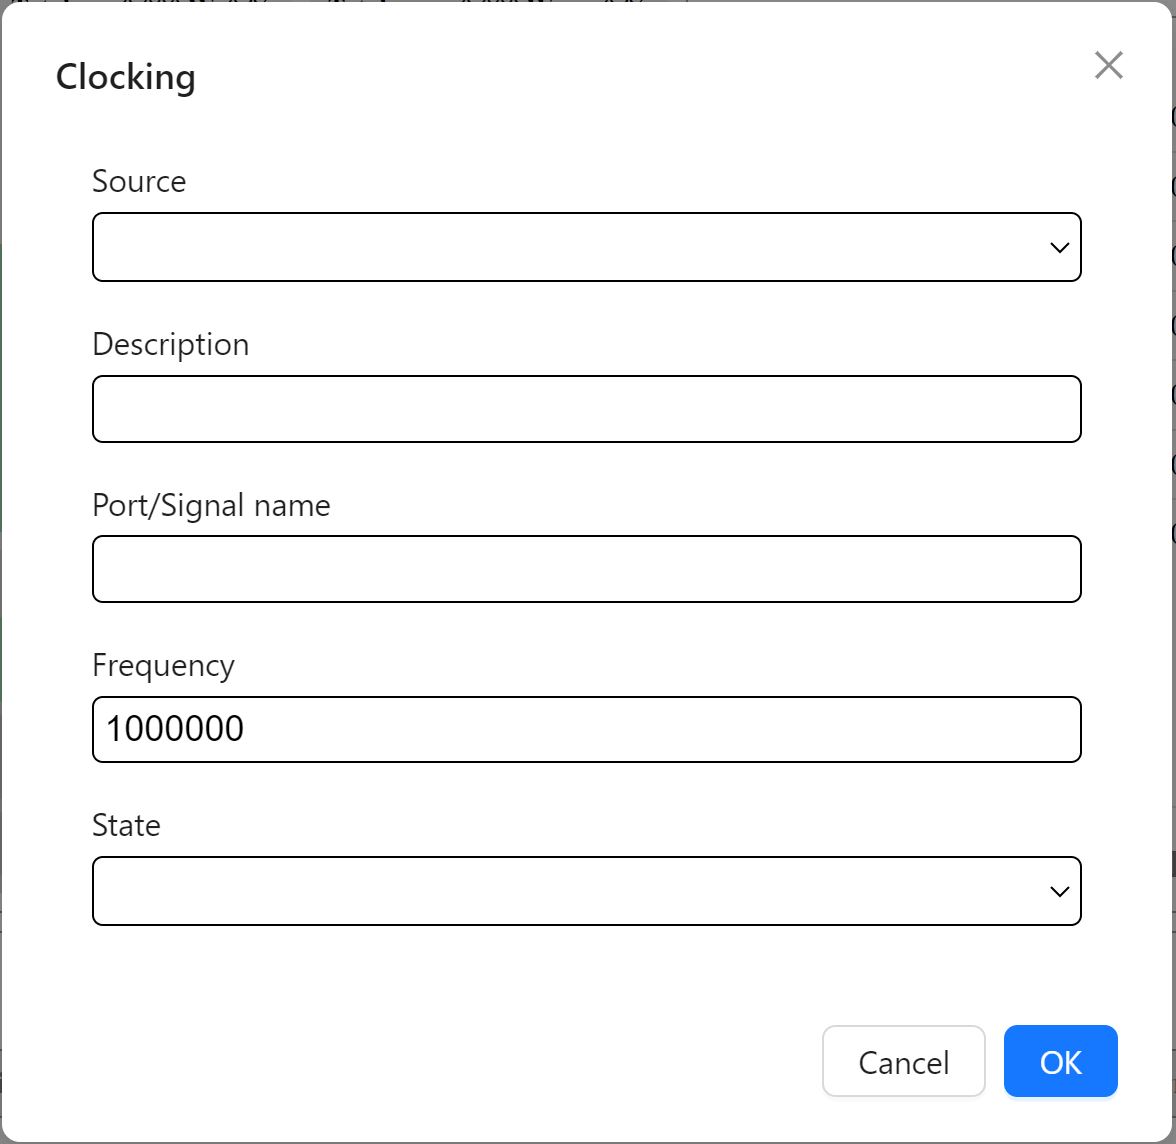 Clocking
Source
Description
Port/Signal name
Frequency
1000000
State
Cancel
OK